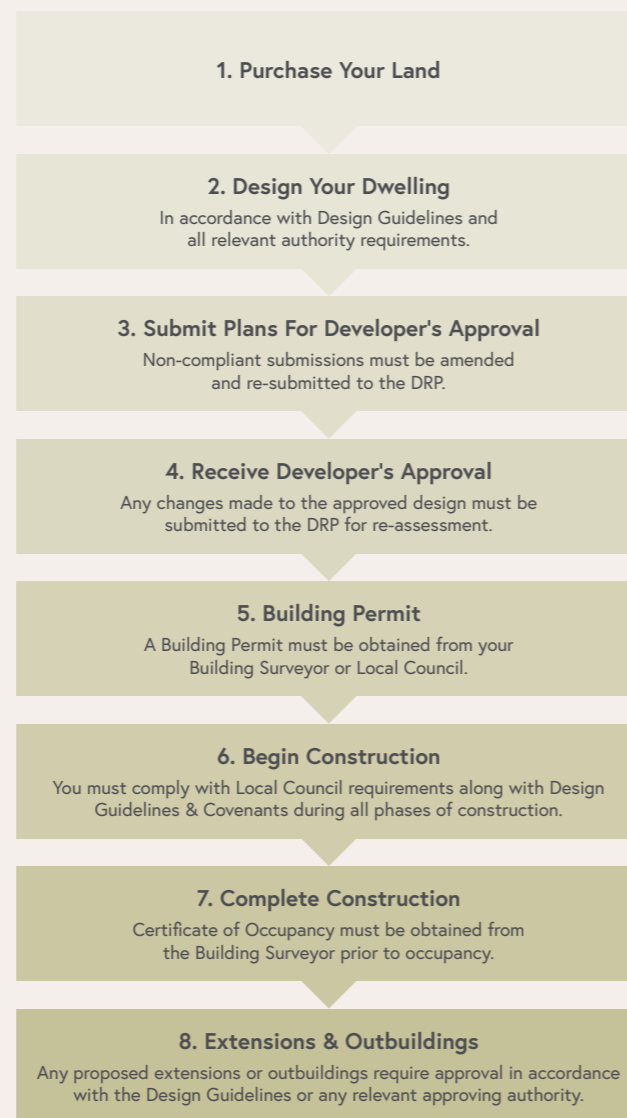 1. Purchase Your Land
2. Design Your Dwelling
In accordance with Design Guidelines and
all relevant authority requirements.
3. Submit Plans For Developer's Approval
Non-compliant submissions must be amended
and re-submitted to the DRP.
4. Receive Developer's Approval
Any changes made to the approved design must be
submitted to the DRP for re-assessment.
5. Building Permit
A Building Permit must be obtained from your
Building Surveyor or Local Council.
6. Begin Construction
You must comply with Local Council requirements along with Design
Guidelines & Covenants during all phases of construction.
7. Complete Construction
Certificate of Occupancy must be obtained from
the Building Surveyor prior to occupancy.
8. Extensions & Outbuildings
Any proposed extensions or outbuildings require approval in accordance
with the Design Guidelines or any relevant approving authority.